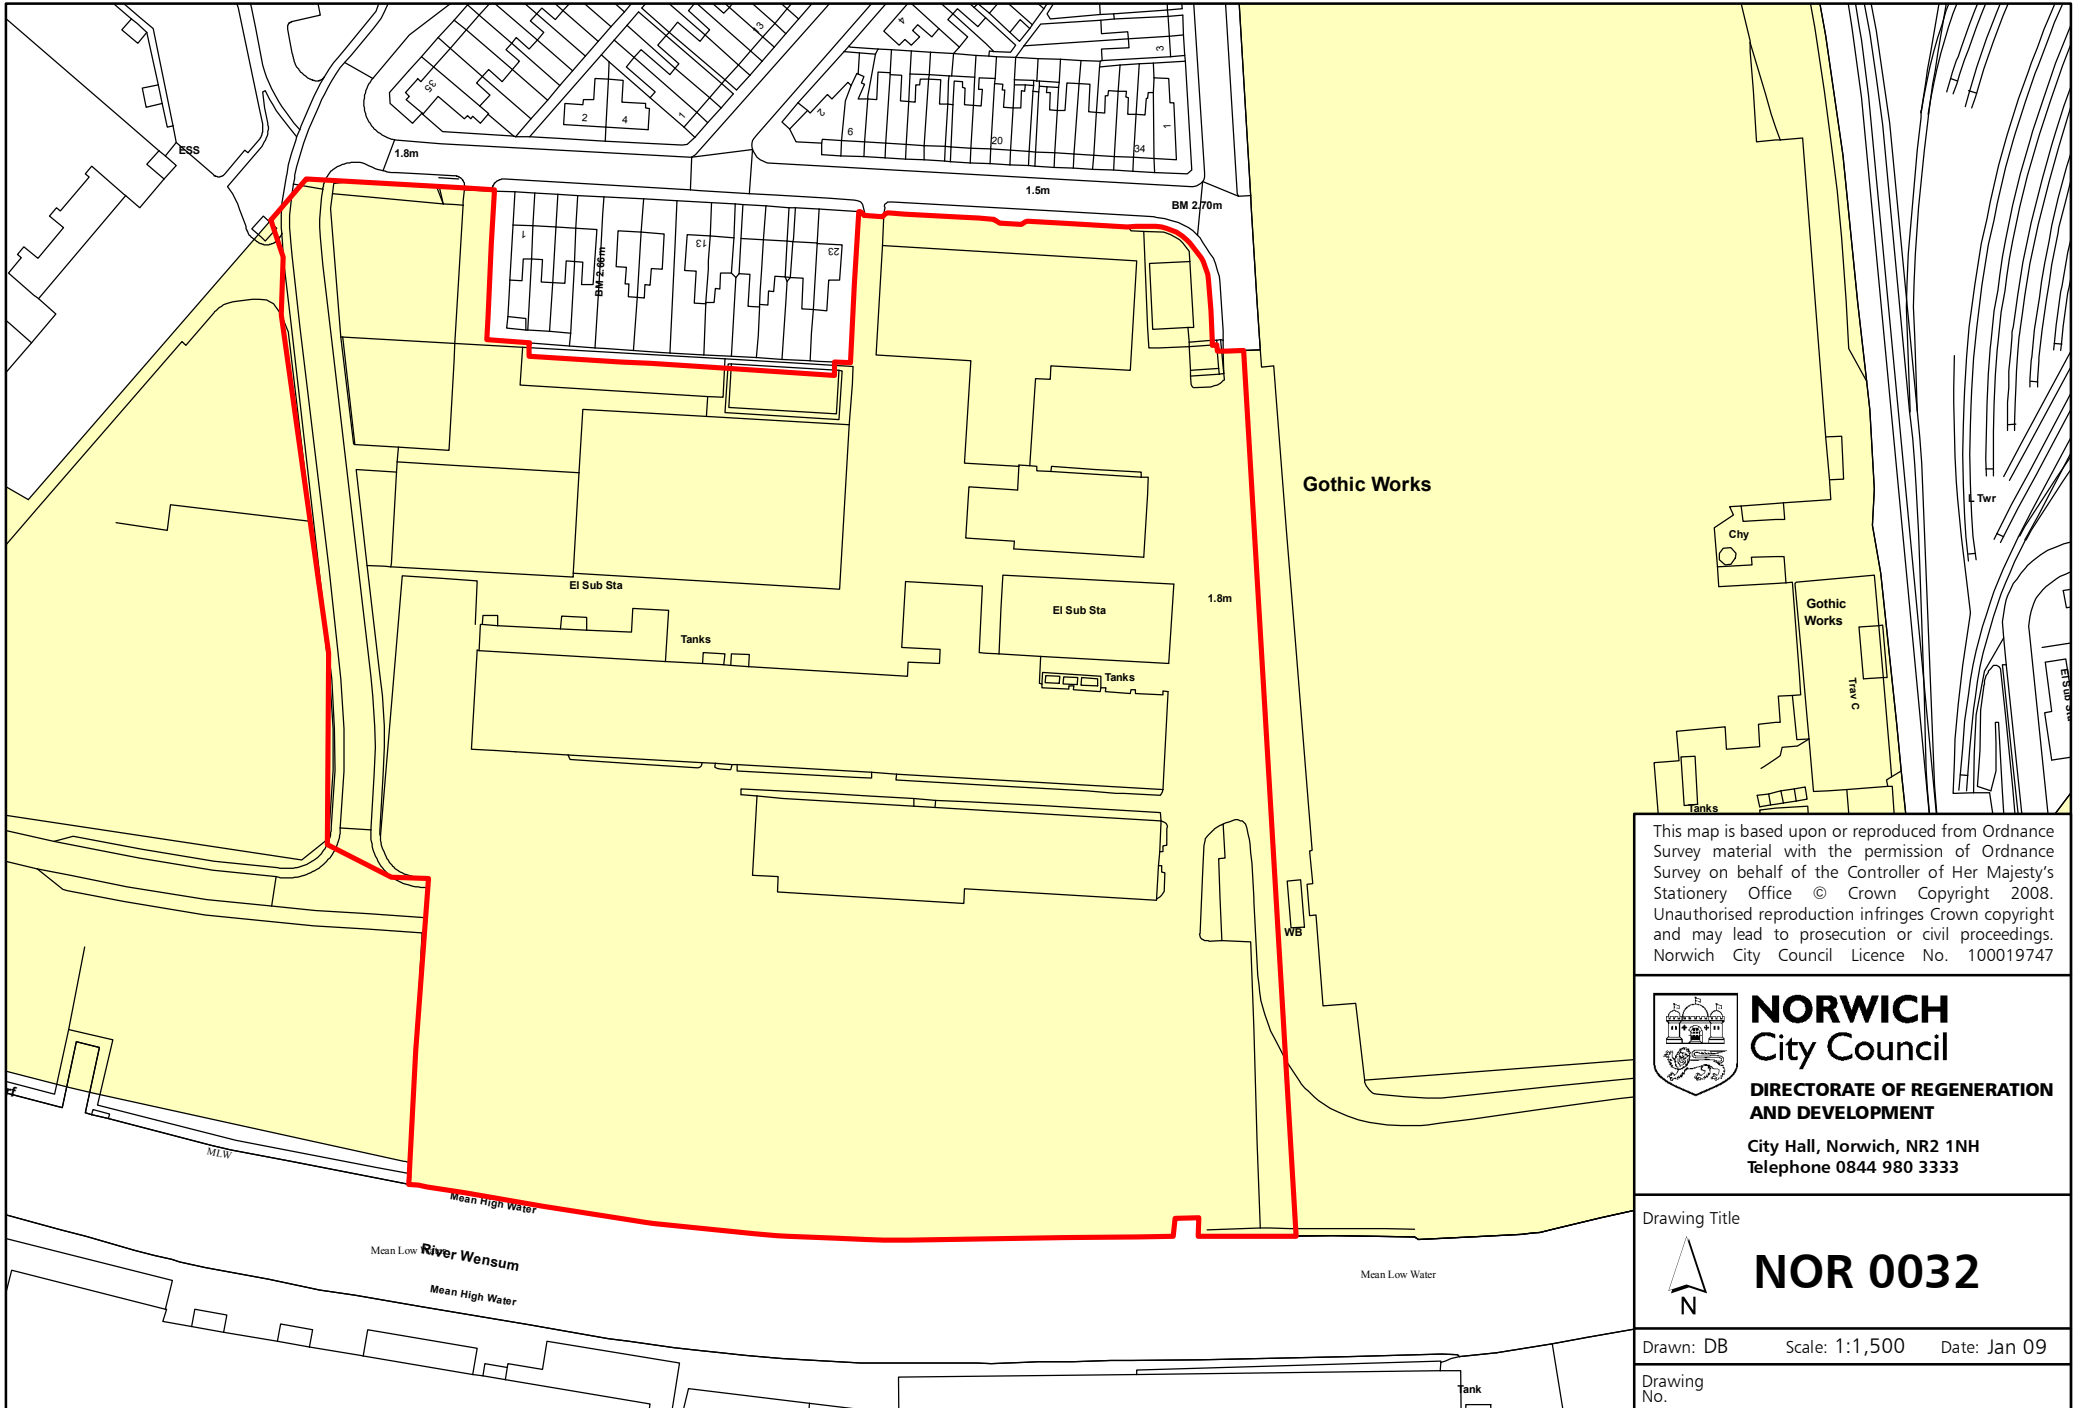 35
2
4
1
13
4
3
2
6
20
34
1
ESS
1.8m
1.5m
BM 2.70m
1
BM 2.66m
13
23
Gothic Works
L Twr
Chy
El Sub Sta
El Sub Sta
1.8m
Gothic
Works
Tanks
Tanks
Trav C
Tanks
WB
MLW
Mean High Water
Mean Low Water
River Wensum
Mean High Water
Mean Low Water
Tank
This map is based upon or reproduced from Ordnance
Survey material with the permission of Ordnance
Survey on behalf of the Controller of Her Majesty's
Stationery Office © Crown Copyright 2008.
Unauthorised reproduction infringes Crown copyright
and may lead to prosecution or civil proceedings.
Norwich City Council Licence No. 100019747
NORWICH
City Council
DIRECTORATE OF REGENERATION
AND DEVELOPMENT
City Hall, Norwich, NR2 1NH
Telephone 0844 980 3333
Drawing Title
N
NOR 0032
Drawn: DB Scale: 1:1,500 Date: Jan 09
Drawing
No.